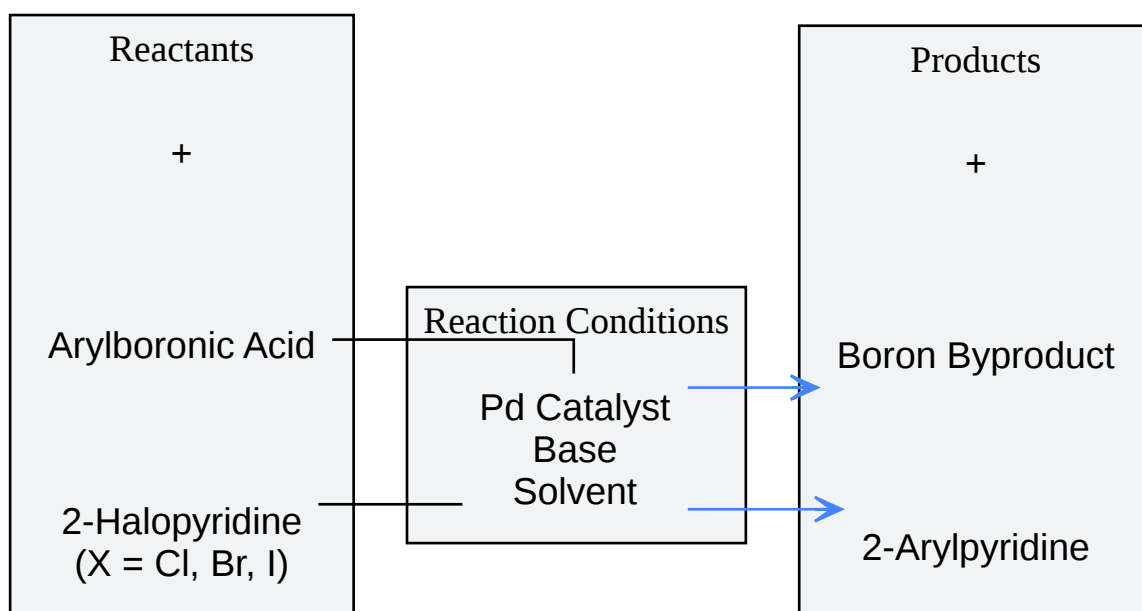 Reactants
+
Arylboronic Acid
2-Halopyridine
(X = Cl, Br, I)
Reaction Conditions
Pd Catalyst
Base
Solvent
Products
+
Boron Byproduct
2-Arylpyridine